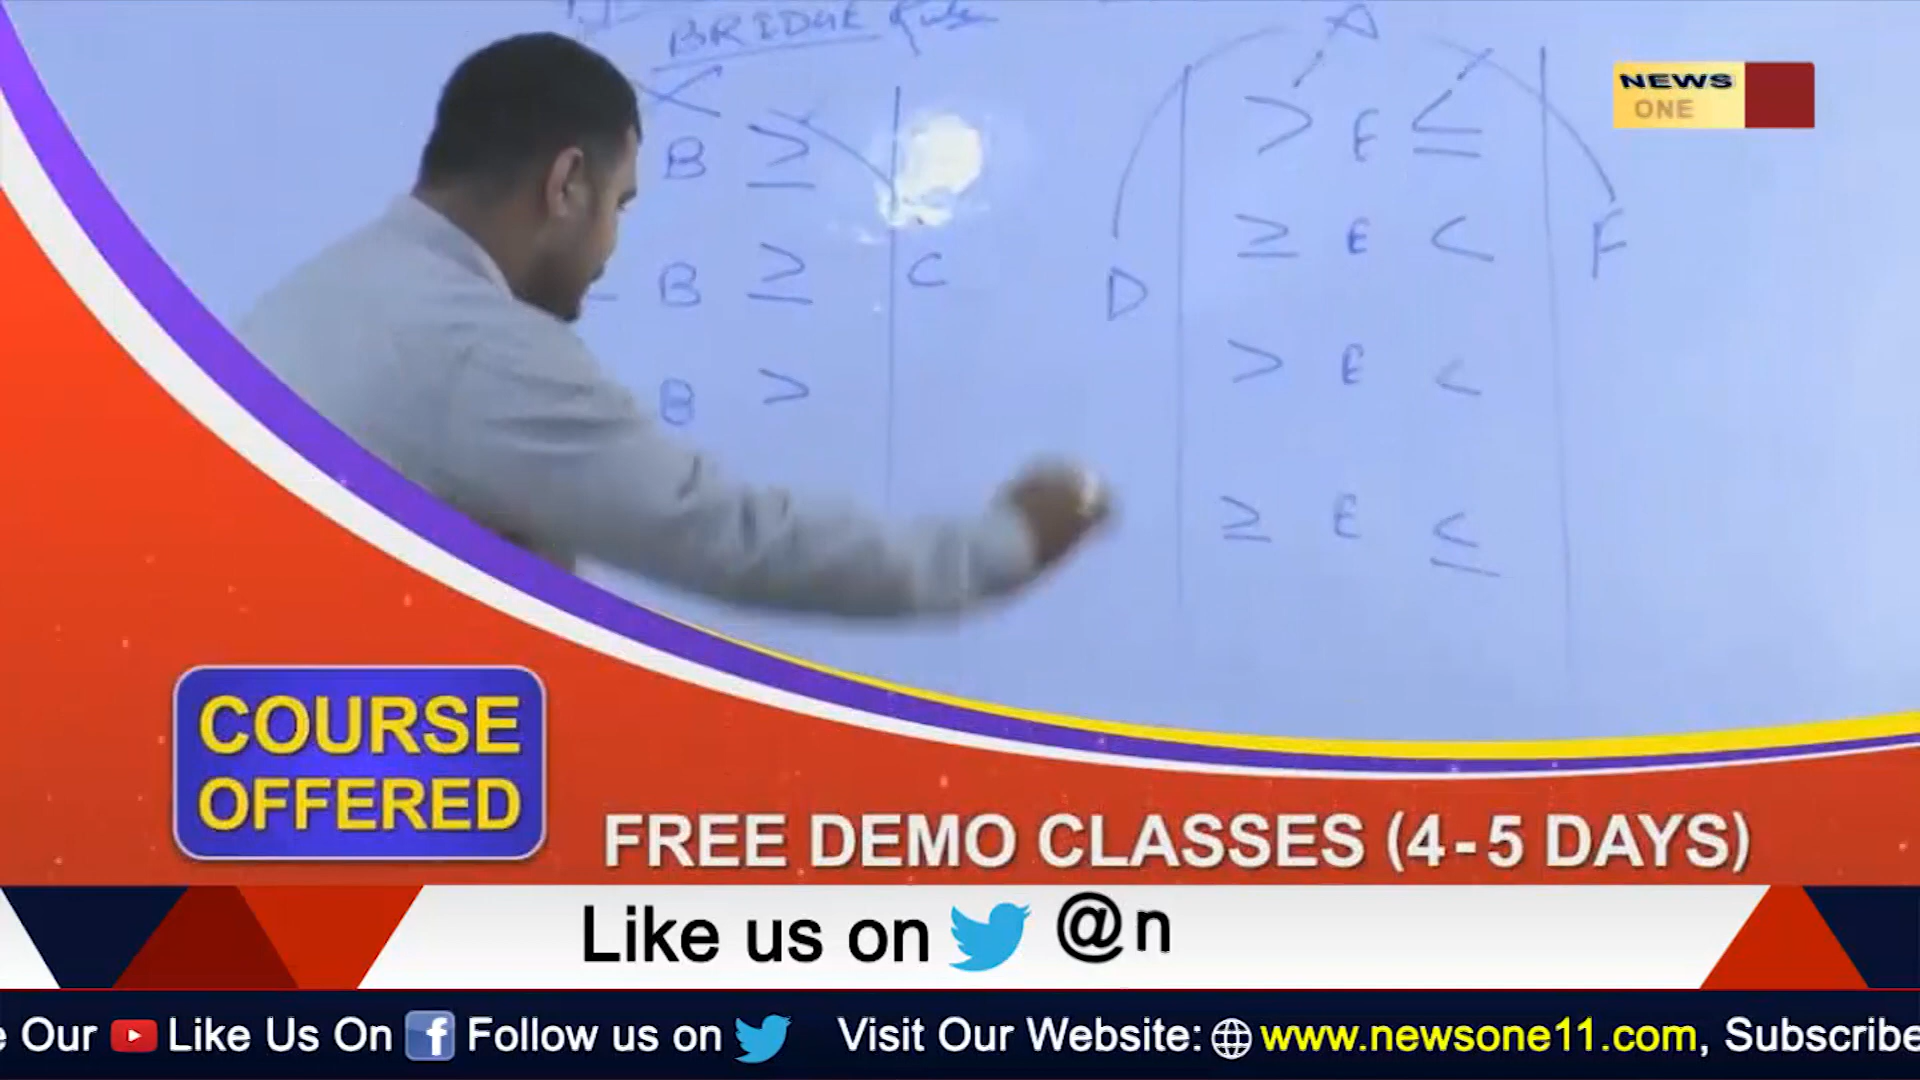 BRIDGE Rule
A
NEWS
ONE
B ≥
> E ≤
B ≥ C
D
≥ E <
F
B >
> E <
≥ E ≤
COURSE
OFFERED
FREE DEMO CLASSES (4-5 DAYS)
Like us on @n
Our Like Us On Follow us on Visit Our Website: www.newsone11.com, Subscribe